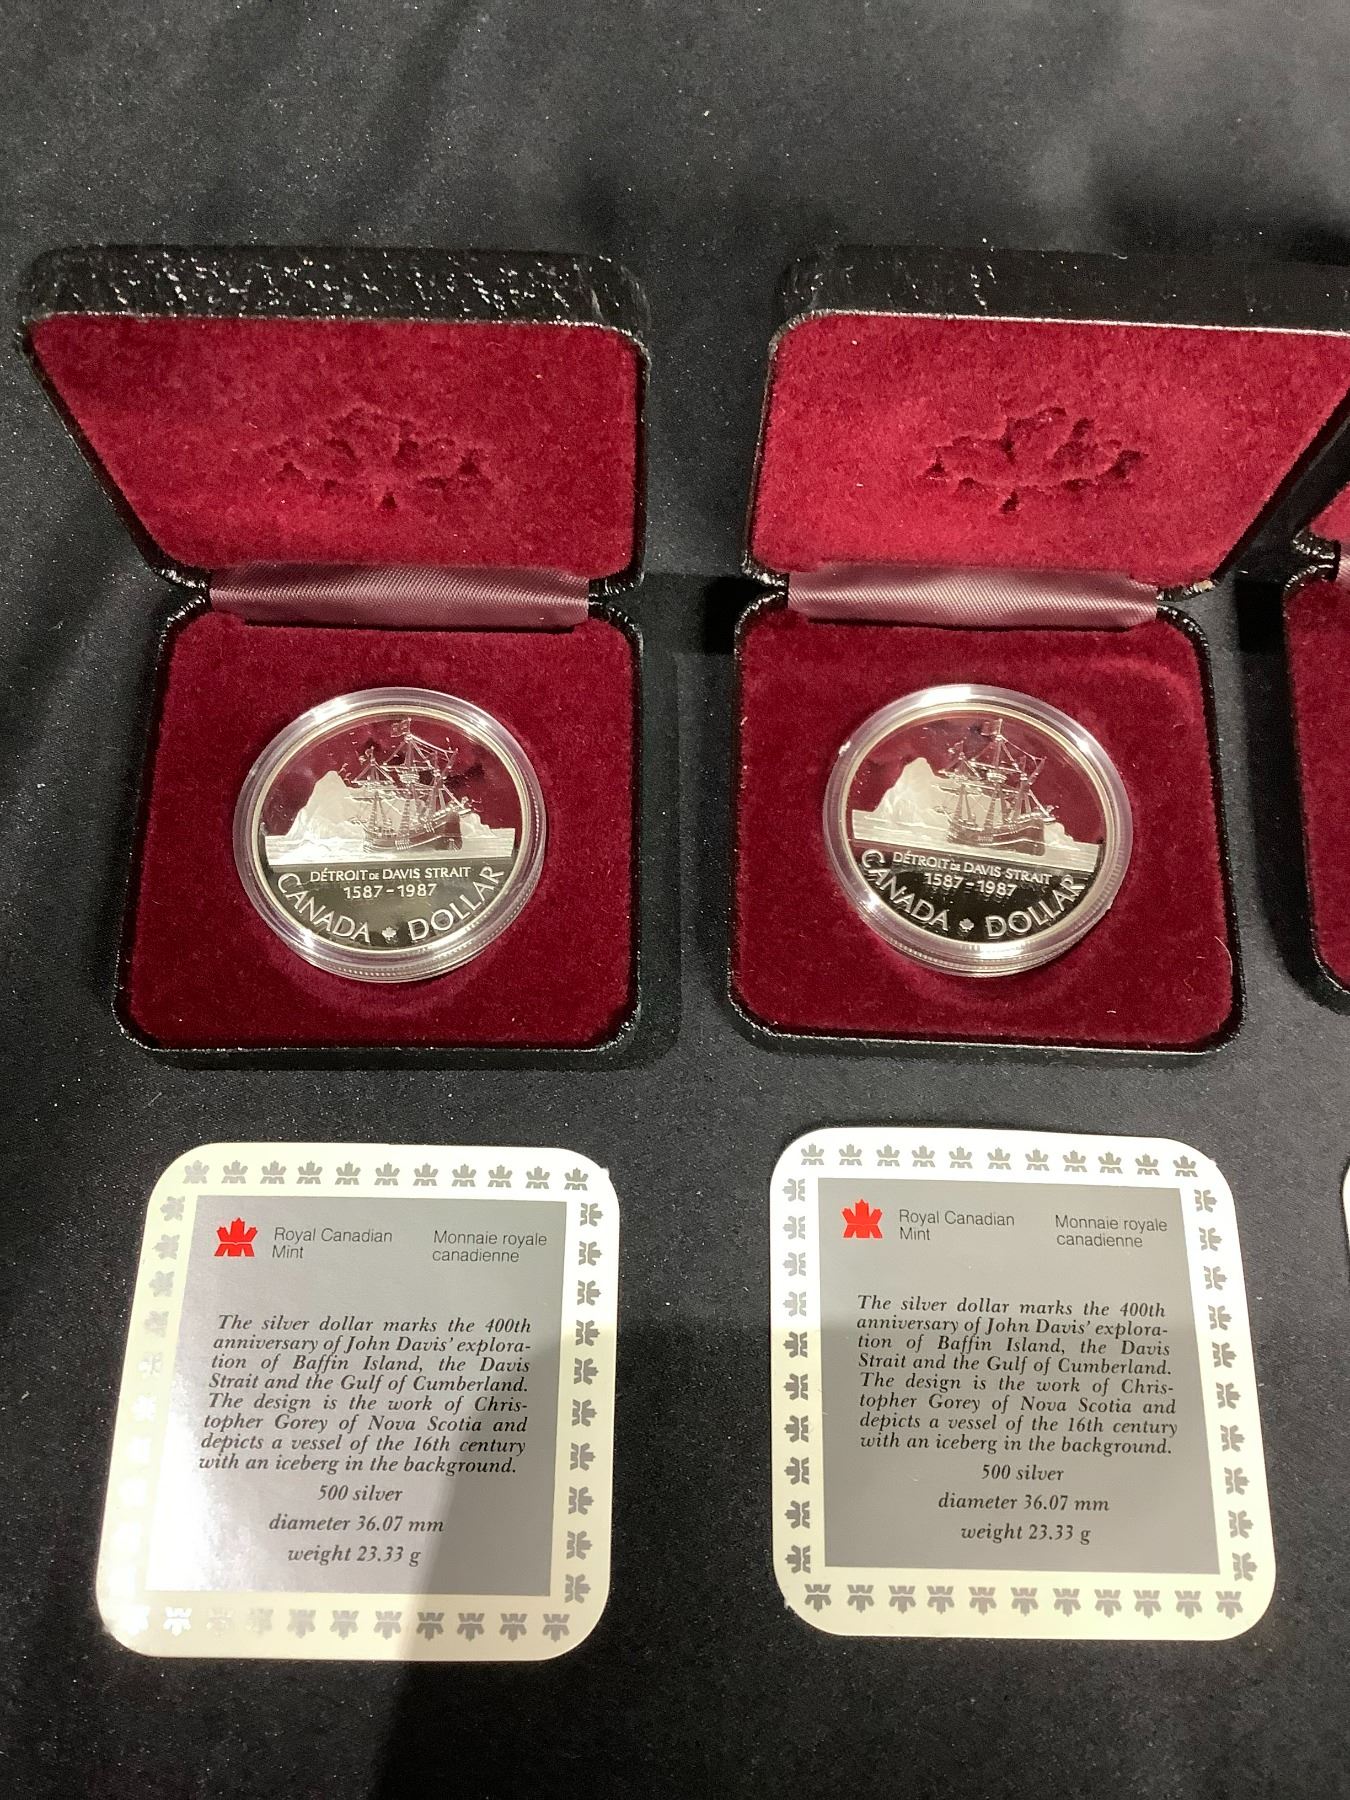 DÉTROIT DE DAVIS STRAIT
1587-1987
CANADA DOLLAR
DÉTROIT DE DAVIS STRAIT
1587-1987
CANADA DOLLAR
Royal Canadian
Mint
Monnaie royale
canadienne
The silver dollar marks the 400th
anniversary of John Davis' explora-
tion of Baffin Island, the Davis
Strait and the Gulf of Cumberland.
The design is the work of Chris-
topher Gorey of Nova Scotia and
depicts a vessel of the 16th century
with an iceberg in the background.
500 silver
diameter 36.07 mm
weight 23.33 g
Royal Canadian
Mint
Monnaie royale
canadienne
The silver dollar marks the 400th
anniversary of John Davis' explora-
tion of Baffin Island, the Davis
Strait and the Gulf of Cumberland.
The design is the work of Chris-
topher Gorey of Nova Scotia and
depicts a vessel of the 16th century
with an iceberg in the background.
500 silver
diameter 36.07 mm
weight 23.33 g